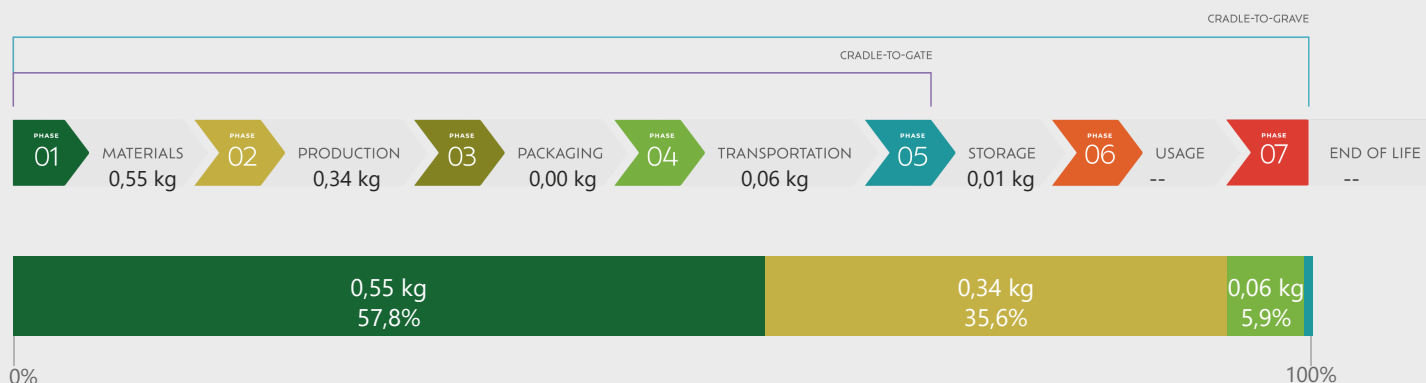 CRADLE-TO-GRAVE
CRADLE-TO-GATE
PHASE
01
MATERIALS
0,55 kg
PHASE
02
PRODUCTION
0,34 kg
PHASE
03
PACKAGING
0,00 kg
PHASE
04
TRANSPORTATION
0,06 kg
PHASE
05
STORAGE
0,01 kg
PHASE
06
USAGE
--
PHASE
07
END OF LIFE
--
0,55 kg
57,8%
0,34 kg
35,6%
0,06 kg
5,9%
0%
100%